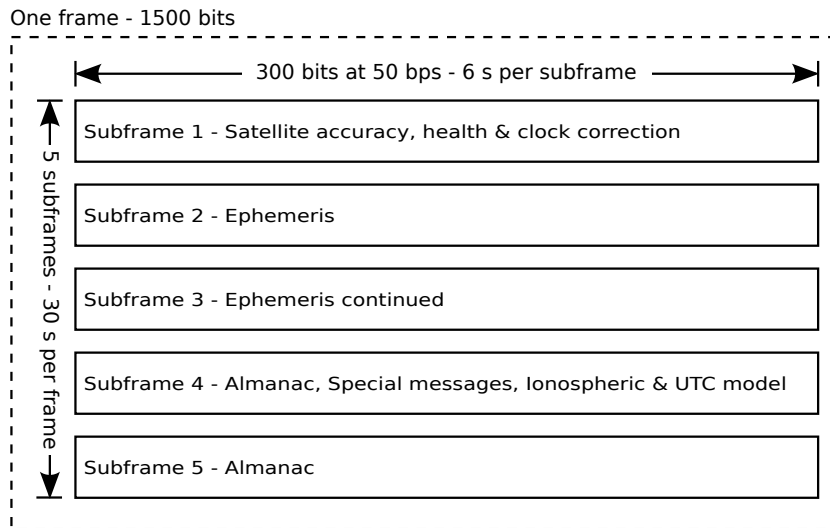 One frame - 1500 bits
300 bits at 50 bps - 6 s per subframe
5 subframes - 30 s per frame
Subframe 1 - Satellite accuracy, health & clock correction
Subframe 2 - Ephemeris
Subframe 3 - Ephemeris continued
Subframe 4 - Almanac, Special messages, Ionospheric & UTC model
Subframe 5 - Almanac